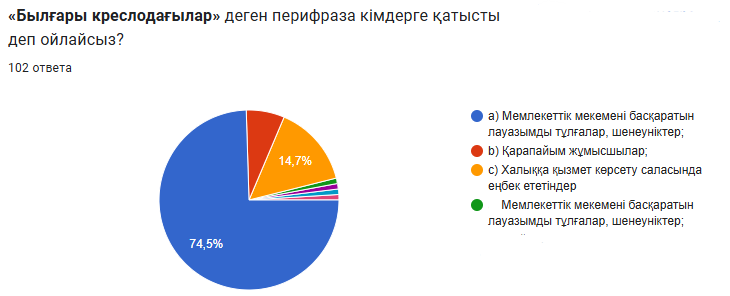 «Былғары креслодағылар» деген перифраза кімдерге қатысты
деп ойлайсыз?
102 ответа
14,7%
74,5%
a) Мемлекеттік мекемені басқаратын
лауазымды тұлғалар, шенеуніктер;
b) Қарапайым жұмысшылар;
c) Халыққа қызмет көрсету саласында
еңбек ететіндер
Мемлекеттік мекемені басқаратын
лауазымды тұлғалар, шенеуніктер;